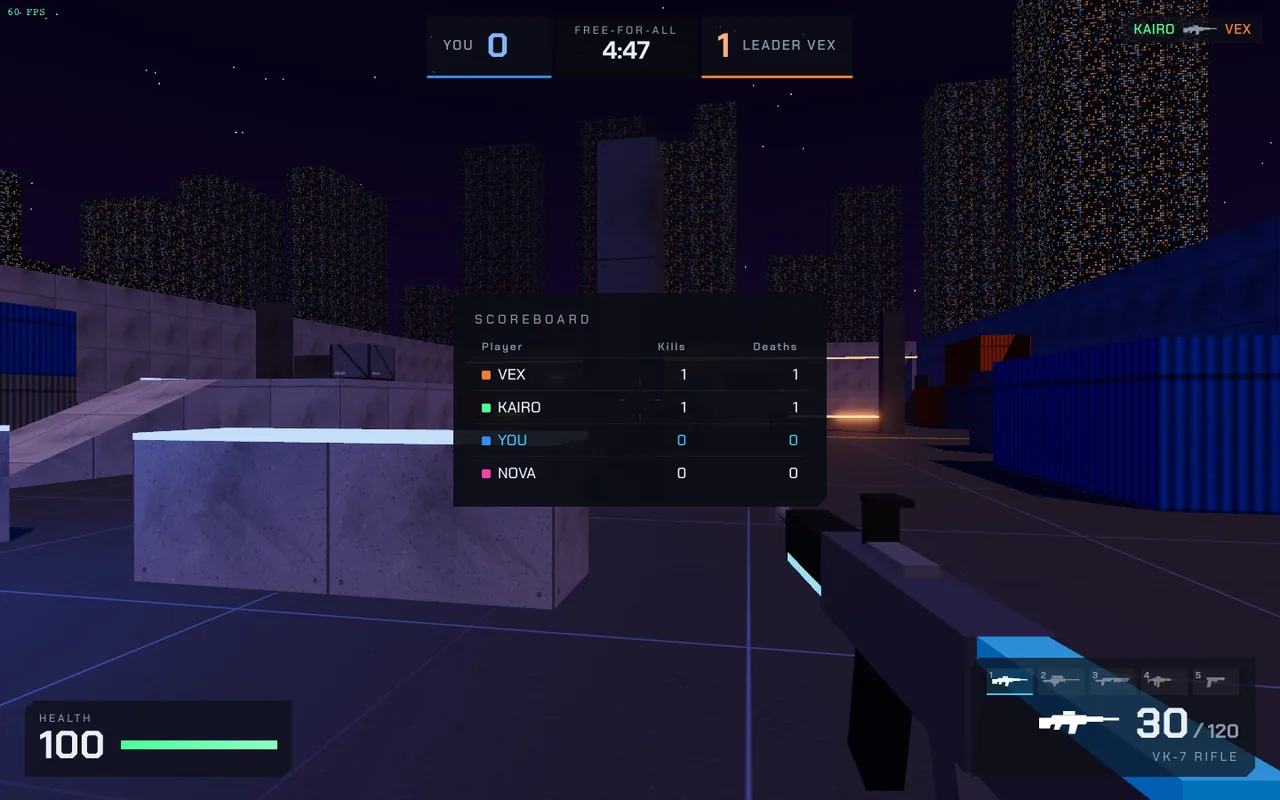 60 FPS
YOU 0
FREE-FOR-ALL
4:47
1 LEADER VEX
KAIRO VEX
SCOREBOARD
Player Kills Deaths
VEX 1 1
KAIRO 1 1
YOU 0 0
NOVA 0 0
HEALTH
100
1 2 3 4 5
30 / 120
VK-7 RIFLE